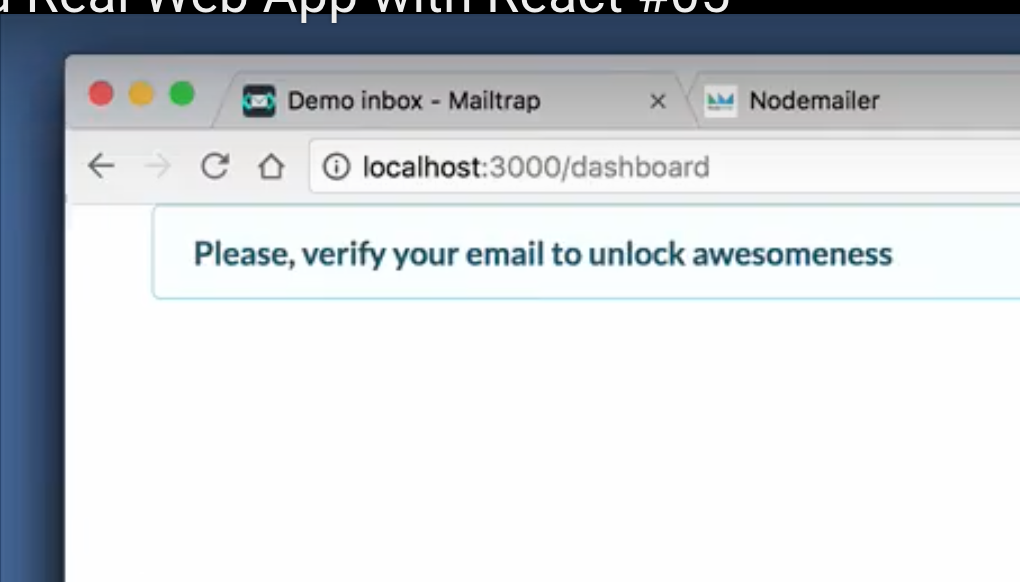 Real Web App with React #05
Demo inbox - Mailtrap
Nodemailer
localhost:3000/dashboard
Please, verify your email to unlock awesomeness